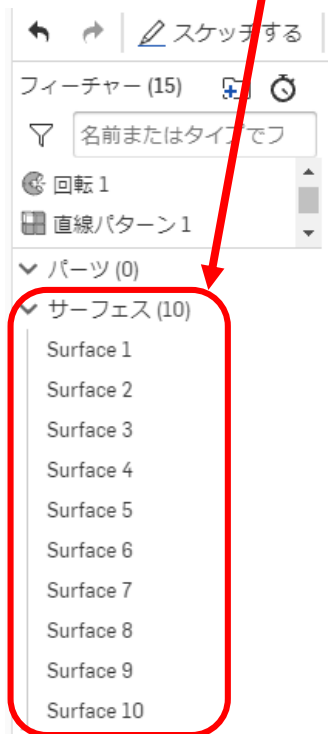 スケッチする
フィーチャー (15)
名前またはタイプでフ
回転 1
直線パターン 1
パーツ (0)
サーフェス (10)
Surface 1
Surface 2
Surface 3
Surface 4
Surface 5
Surface 6
Surface 7
Surface 8
Surface 9
Surface 10